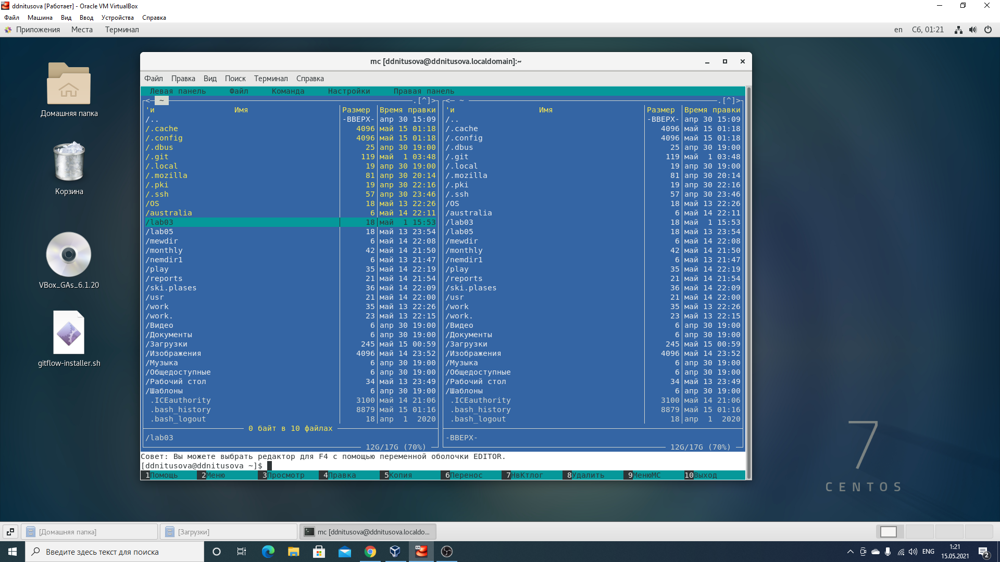 ddnitusova [Работает] - Oracle VM VirtualBox
Файл Машина Вид Ввод Устройства Справка
Приложения Места Терминал en Сб, 01:21
Домашняя папка
Корзина
VBox_GAs_6.1.20
gitflow-installer.sh
mc [ddnitusova@ddnitusova.localdomain]:~
Файл Правка Вид Поиск Терминал Справка
Левая панель Файл Команда Настройки Правая панель
<─ ~ .[^]> <─ ~ .[^]>
'и Имя Размер Время правки 'и Имя Размер Время правки
/.. -ВВЕРХ- апр 30 15:09 /.. -ВВЕРХ- апр 30 15:09
/.cache 4096 май 15 01:18 /.cache 4096 май 15 01:18
/.config 4096 май 15 01:18 /.config 4096 май 15 01:18
/.dbus 25 апр 30 19:00 /.dbus 25 апр 30 19:00
/.git 119 май 1 03:48 /.git 119 май 1 03:48
/.local 19 апр 30 19:00 /.local 19 апр 30 19:00
/.mozilla 81 апр 30 20:14 /.mozilla 81 апр 30 20:14
/.pki 19 апр 30 22:16 /.pki 19 апр 30 22:16
/.ssh 57 апр 30 23:46 /.ssh 57 апр 30 23:46
/OS 18 май 13 22:26 /OS 18 май 13 22:26
/australia 6 май 14 22:11 /australia 6 май 14 22:11
/lab03 18 май 1 15:53 /lab03 18 май 1 15:53
/lab05 18 май 13 23:54 /lab05 18 май 13 23:54
/mewdir 6 май 14 22:08 /mewdir 6 май 14 22:08
/monthly 42 май 14 21:50 /monthly 42 май 14 21:50
/nemdir1 6 май 13 21:47 /nemdir1 6 май 13 21:47
/play 35 май 14 22:19 /play 35 май 14 22:19
/reports 21 май 14 21:54 /reports 21 май 14 21:54
/ski.plases 36 май 14 22:09 /ski.plases 36 май 14 22:09
/usr 21 май 14 22:00 /usr 21 май 14 22:00
/work 35 май 13 22:26 /work 35 май 13 22:26
/work. 23 май 13 22:15 /work. 23 май 13 22:15
/Видео 6 апр 30 19:00 /Видео 6 апр 30 19:00
/Документы 6 апр 30 19:00 /Документы 6 апр 30 19:00
/Загрузки 245 май 15 00:59 /Загрузки 245 май 15 00:59
/Изображения 4096 май 14 23:52 /Изображения 4096 май 14 23:52
/Музыка 6 апр 30 19:00 /Музыка 6 апр 30 19:00
/Общедоступные 6 апр 30 19:00 /Общедоступные 6 апр 30 19:00
/Рабочий стол 34 май 13 23:49 /Рабочий стол 34 май 13 23:49
/Шаблоны 6 апр 30 19:00 /Шаблоны 6 апр 30 19:00
.ICEauthority 3100 май 14 21:06 .ICEauthority 3100 май 14 21:06
.bash_history 8879 май 15 01:16 .bash_history 8879 май 15 01:16
.bash_logout 18 апр 1 2020 .bash_logout 18 апр 1 2020
0 байт в 10 файлах
/lab03 -ВВЕРХ-
12G/17G (70%) 12G/17G (70%)
Совет: Вы можете выбрать редактор для F4 с помощью переменной оболочки EDITOR.
[ddnitusova@ddnitusova ~]$
1Помощь 2Меню 3Просмотр 4Правка 5Копия 6Перенос 7НвКтлог 8Удалить 9МенюMC 10Выход
7
CENTOS
[Домашняя папка] [Загрузки] mc [ddnitusova@ddnitusova.localdo...
Введите здесь текст для поиска
ENG 1:21
15.05.2021
2